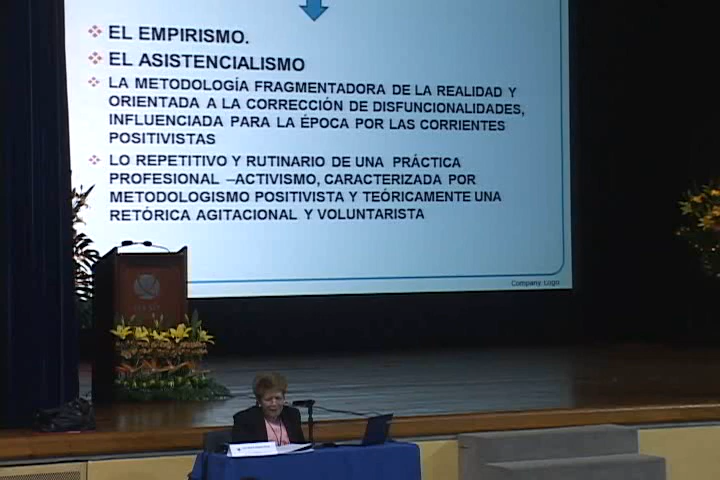 EL EMPIRISMO.
EL ASISTENCIALISMO
LA METODOLOGÍA FRAGMENTADORA DE LA REALIDAD Y
ORIENTADA A LA CORRECCIÓN DE DISFUNCIONALIDADES,
INFLUENCIADA PARA LA ÉPOCA POR LAS CORRIENTES
POSITIVISTAS
LO REPETITIVO Y RUTINARIO DE UNA PRÁCTICA
PROFESIONAL –ACTIVISMO, CARACTERIZADA POR
METODOLOGISMO POSITIVISTA Y TEÓRICAMENTE UNA
RETÓRICA AGITACIONAL Y VOLUNTARISTA
Company Logo